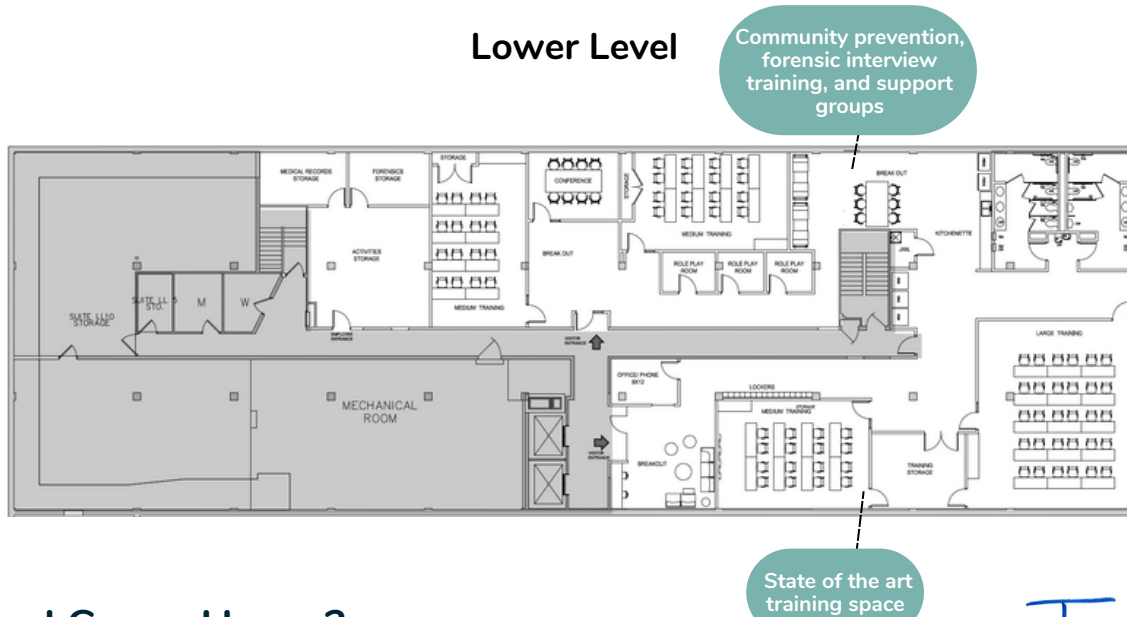 Lower Level
Community prevention,
forensic interview
training, and support
groups
MEDICAL RECORDS
STORAGE
FORENSICS
STORAGE
STORAGE
CONFERENCE
STORAGE
BREAK OUT
MEDIUM TRAINING
KITCHENETTE
ACTIVITIES
STORAGE
BREAK OUT
JAN.
ROLE PLAY
ROOM
ROLE PLAY
ROOM
ROLE PLAY
ROOM
M
W
STO.
SUITE LL10
STORAGE
MEDIUM TRAINING
EMPLOYEE
ENTRANCE
VISITOR
ENTRANCE
LARGE TRAINING
OFFICE/ PHONE
8X12
LOCKERS
STORAGE
MEDIUM TRAINING
MECHANICAL
ROOM
VISITOR
ENTRANCE
BREAKOUT
TRAINING
STORAGE
State of the art
training space